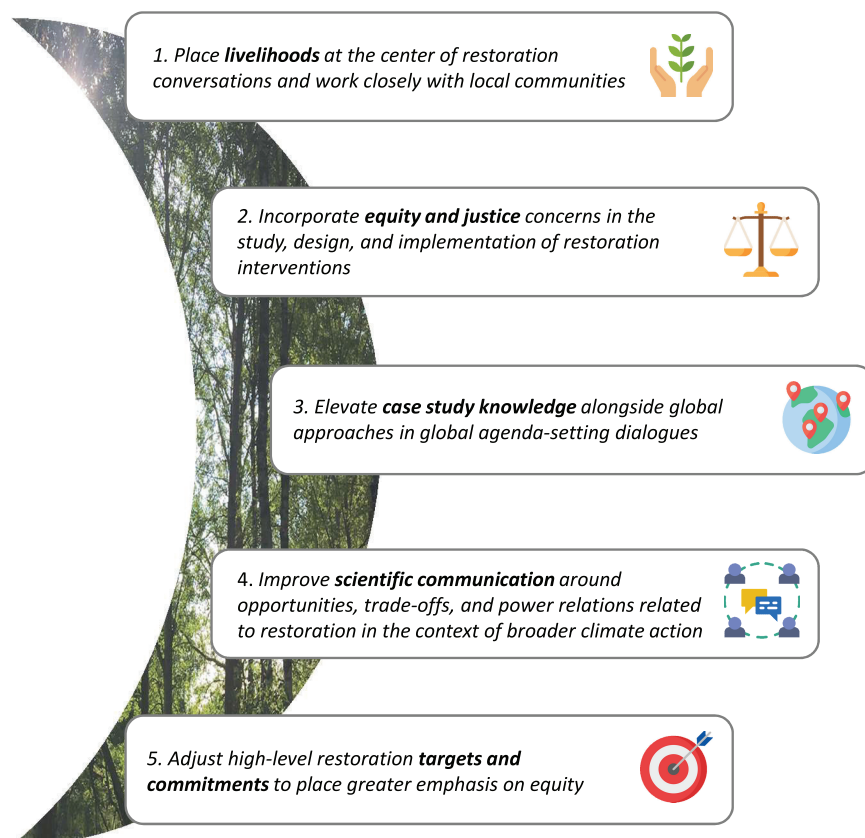 1. Place livelihoods at the center of restoration
conversations and work closely with local communities
2. Incorporate equity and justice concerns in the
study, design, and implementation of restoration
interventions
3. Elevate case study knowledge alongside global
approaches in global agenda-setting dialogues
4. Improve scientific communication around
opportunities, trade-offs, and power relations related
to restoration in the context of broader climate action
5. Adjust high-level restoration targets and
commitments to place greater emphasis on equity